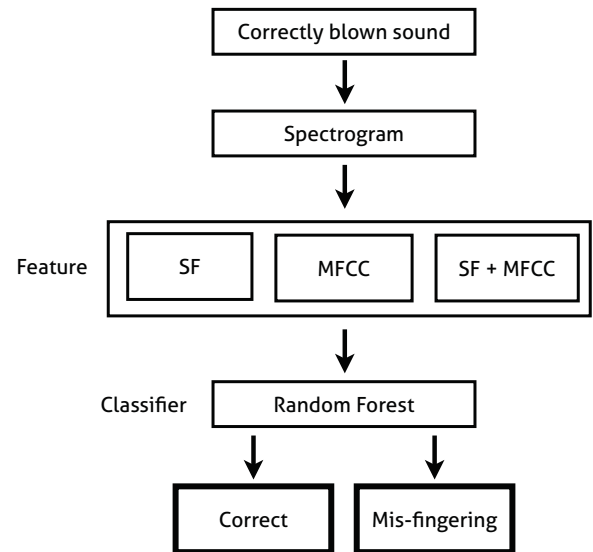 Correctly blown sound
Spectrogram
Feature
SF
MFCC
SF + MFCC
Classifier
Random Forest
Correct
Mis-fingering